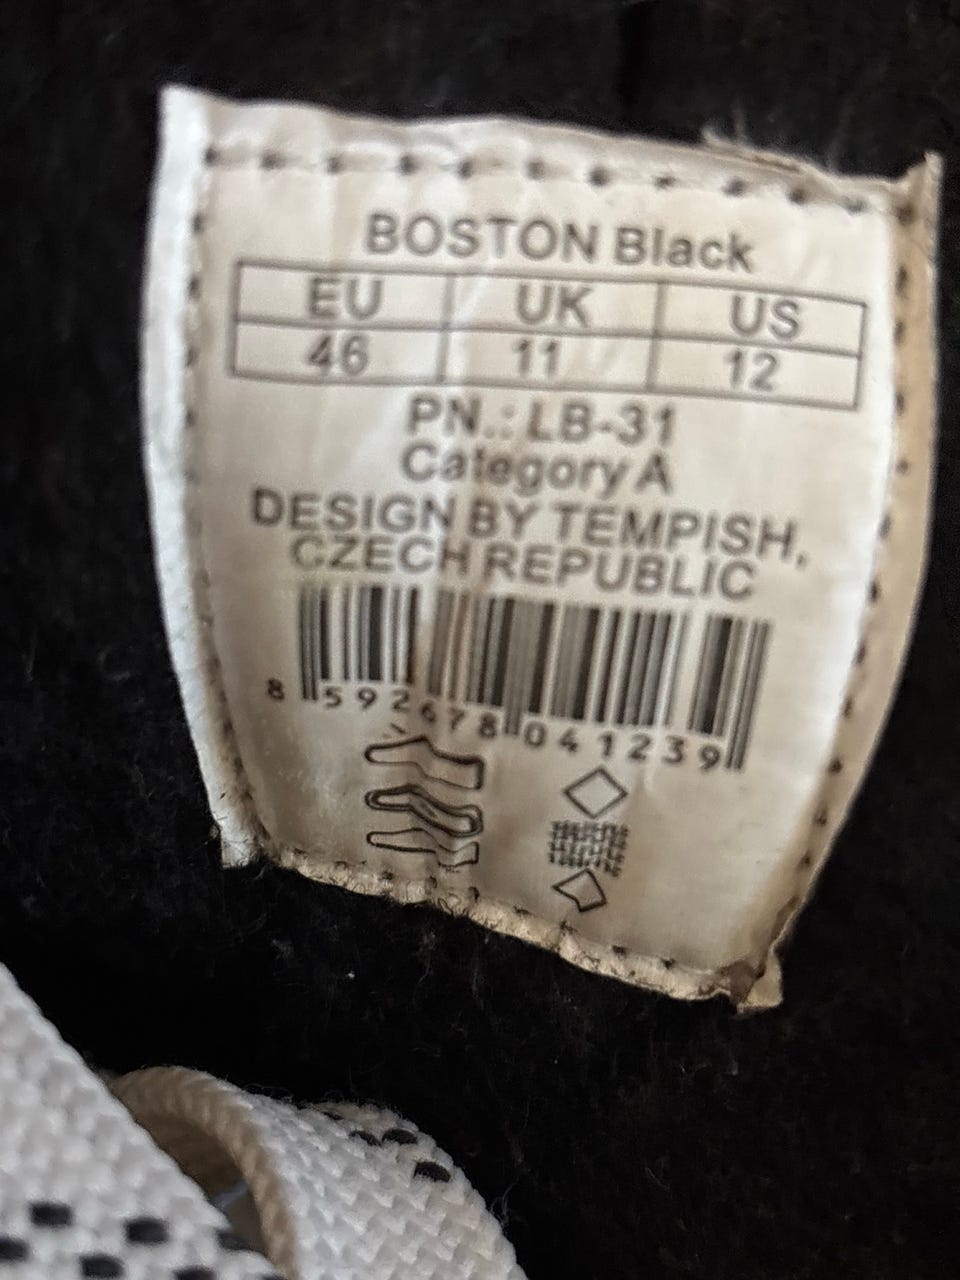 BOSTON Black
EU UK US
46 11 12
PN.: LB-31
Category A
DESIGN BY TEMPISH,
CZECH REPUBLIC
8 592678 041239